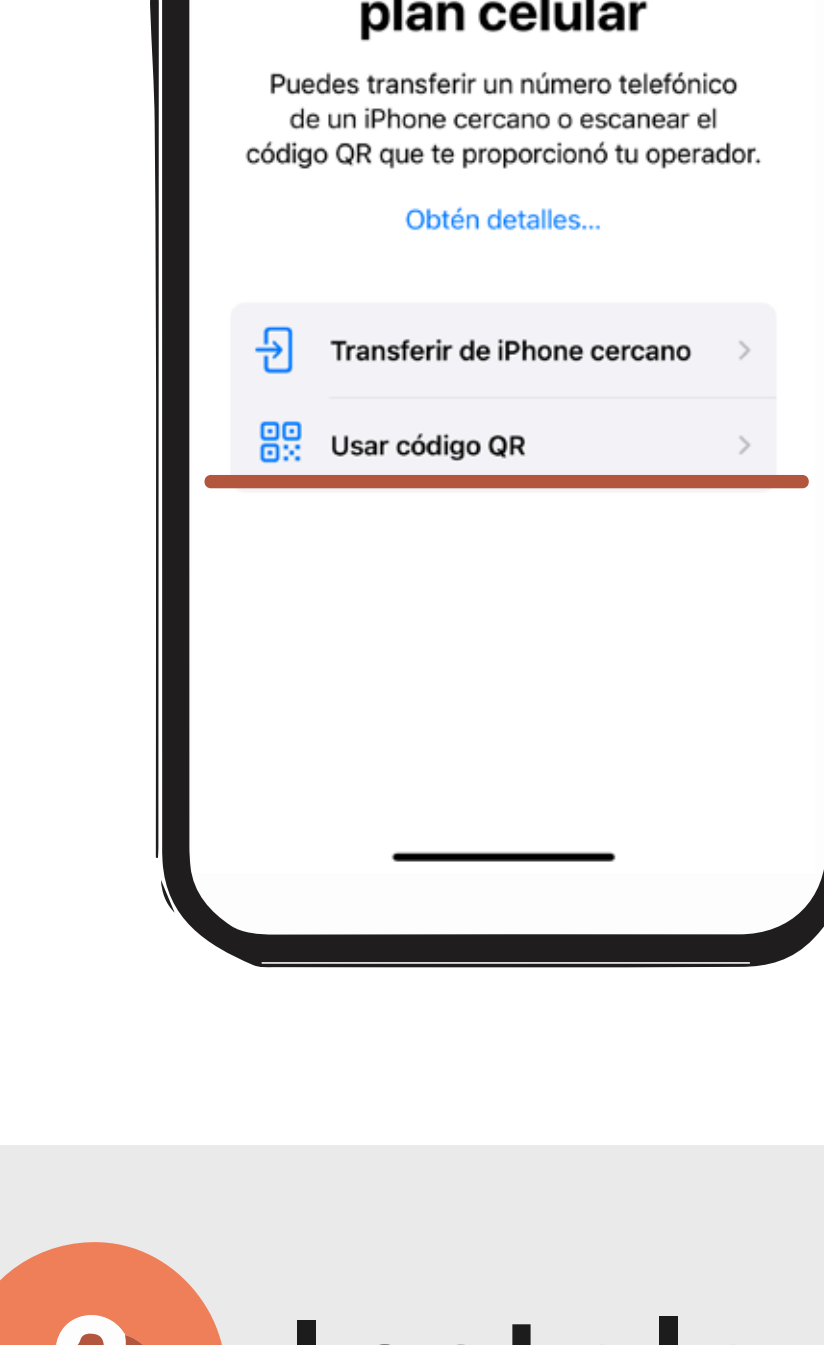 plan celular
Puedes transferir un número telefónico
de un iPhone cercano o escanear el
código QR que te proporcionó tu operador.
Obtén detalles...
Transferir de iPhone cercano
Usar código QR